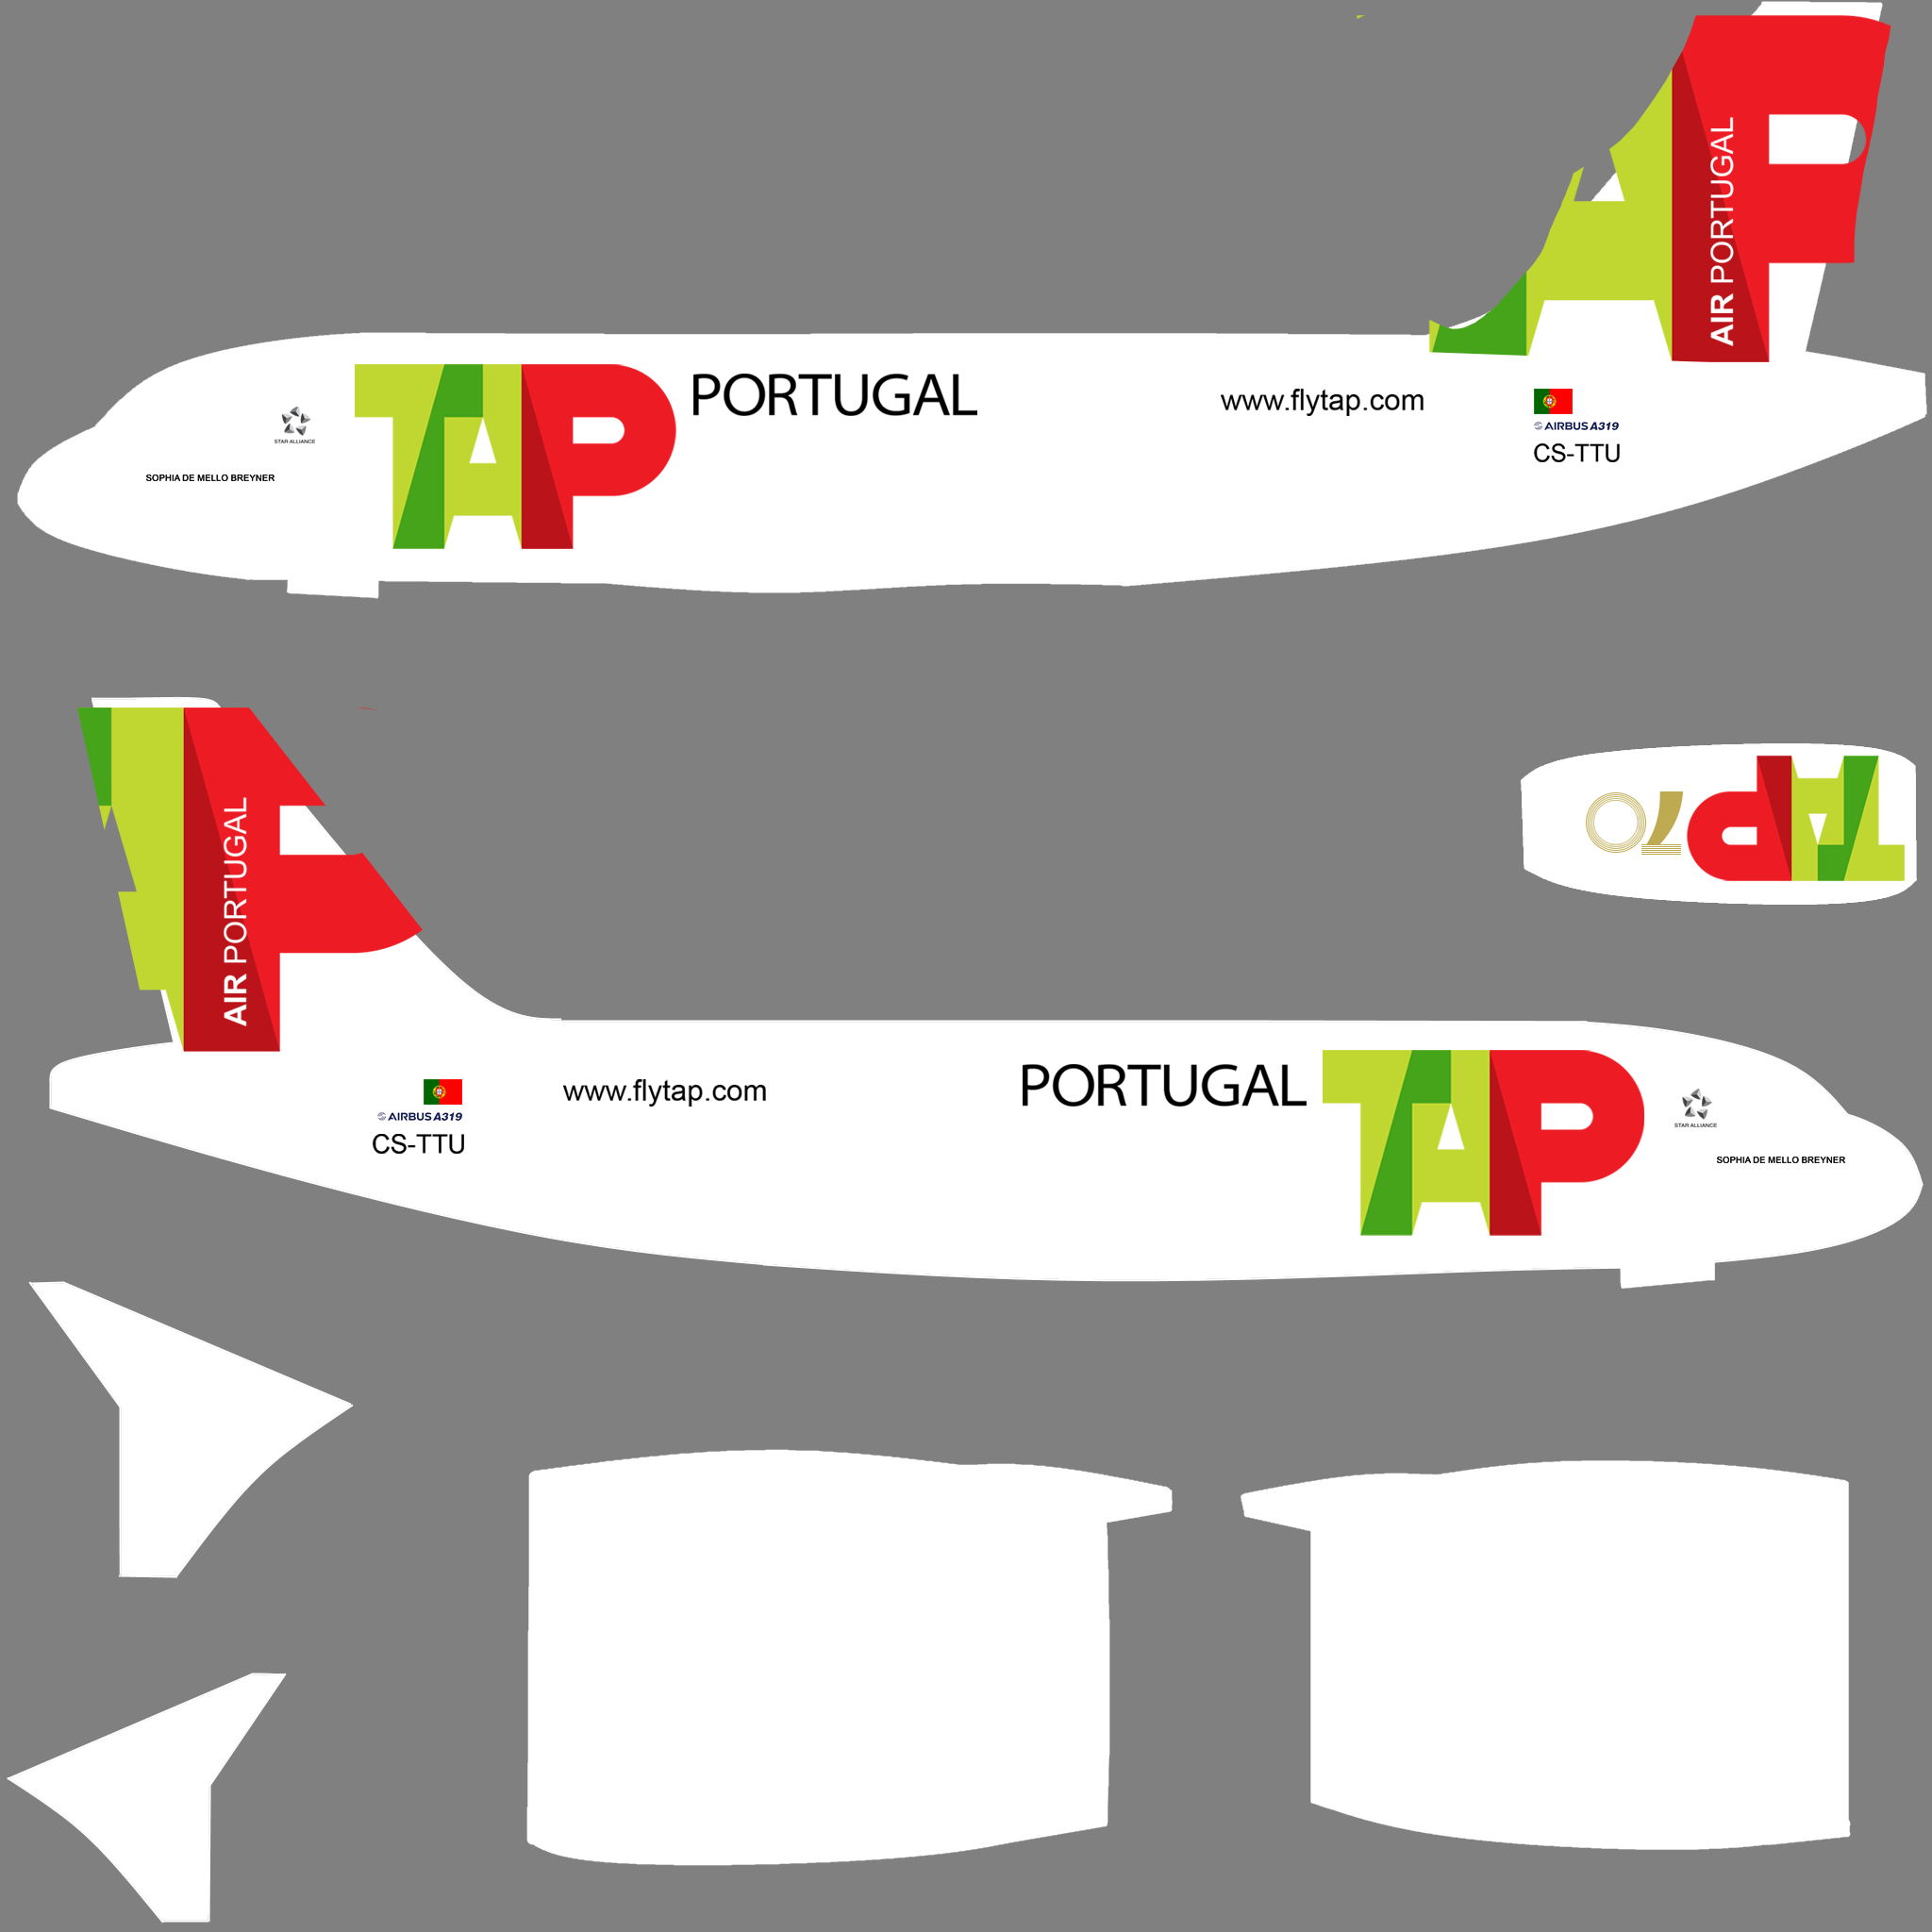 AIR PORTUGAL
TAP
PORTUGAL
www.flytap.com
STAR ALLIANCE
AIRBUS A319
SOPHIA DE MELLO BREYNER
CS-TTU
AIR PORTUGAL
TAP
70
PORTUGAL
TAP
www.flytap.com
AIRBUS A319
STAR ALLIANCE
CS-TTU
SOPHIA DE MELLO BREYNER